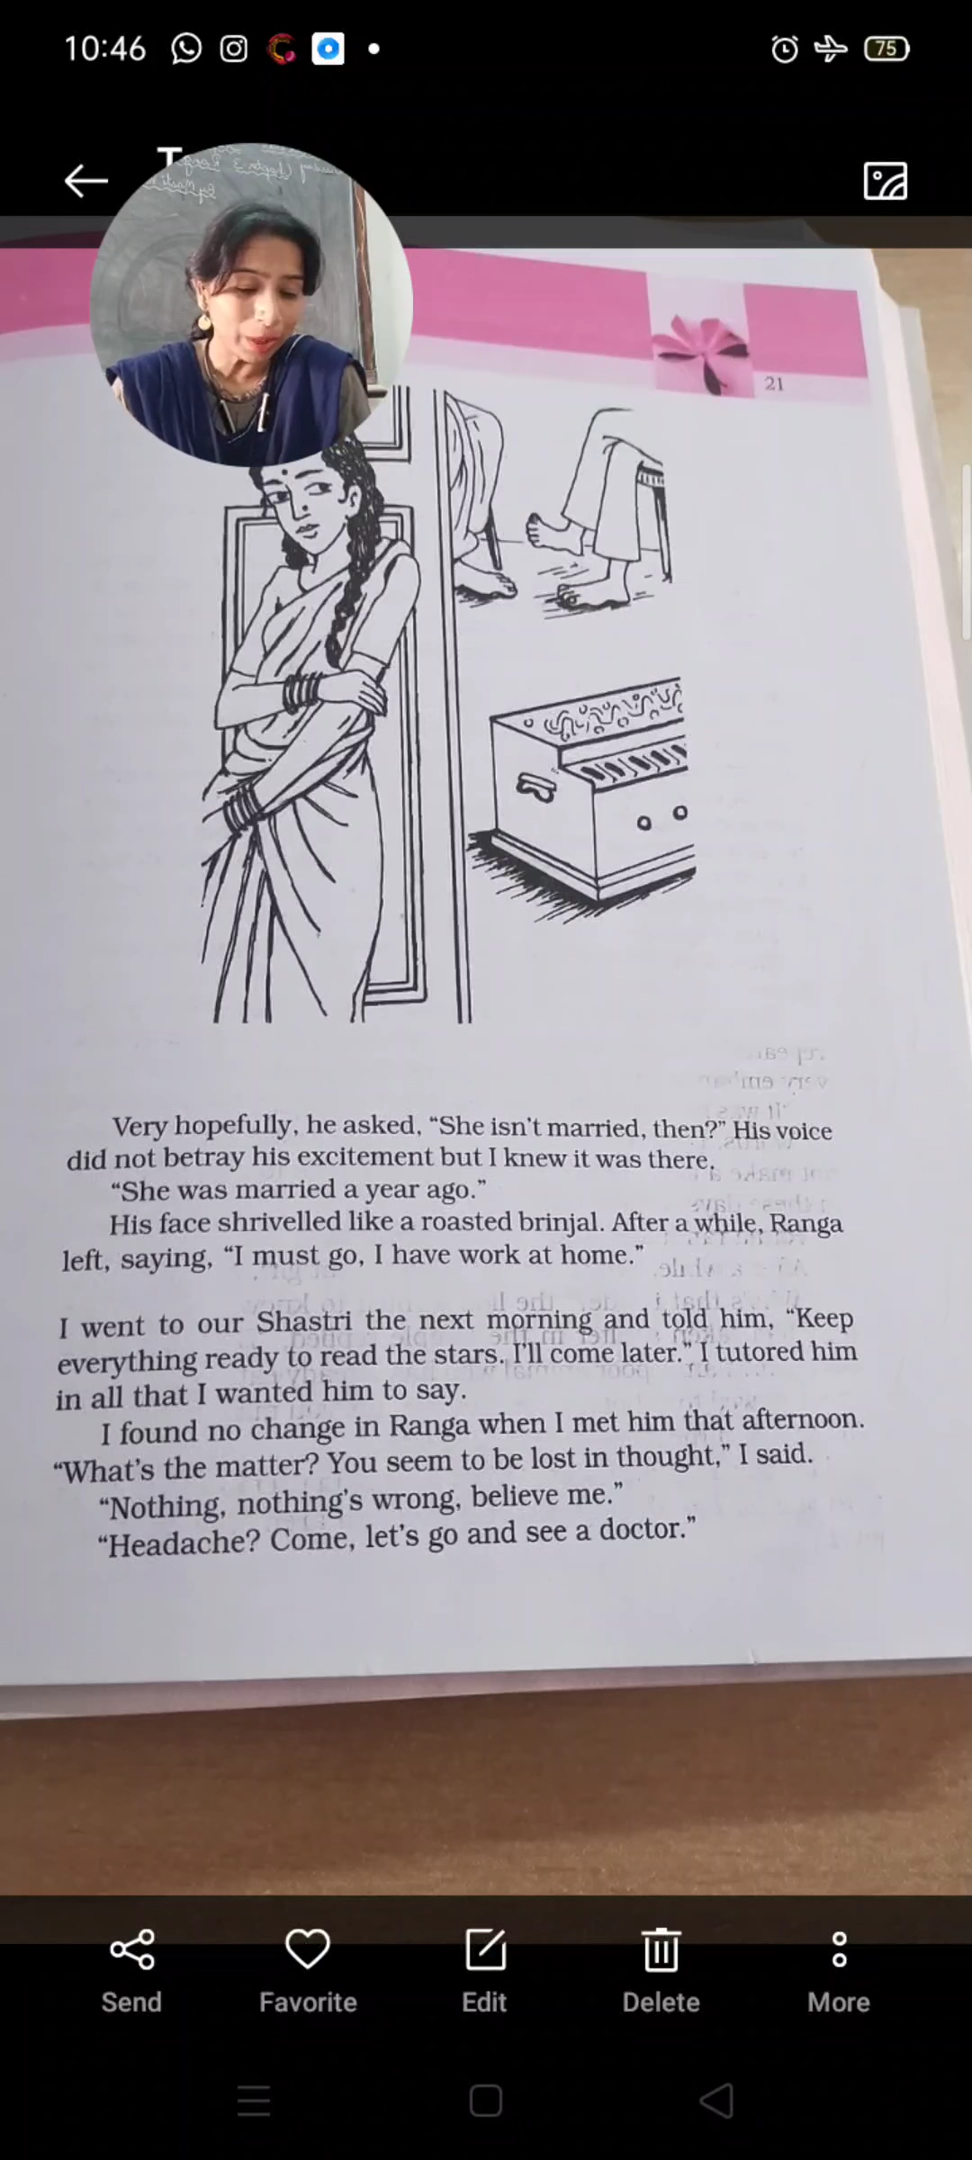 10:46
75
T
21
Very hopefully, he asked, “She isn't married, then?” His voice
did not betray his excitement but I knew it was there.
“She was married a year ago.”
His face shrivelled like a roasted brinjal. After a while, Ranga
left, saying, “I must go, I have work at home.”
I went to our Shastri the next morning and told him, “Keep
everything ready to read the stars. I'll come later.” I tutored him
in all that I wanted him to say.
I found no change in Ranga when I met him that afternoon.
“What's the matter? You seem to be lost in thought,” I said.
“Nothing, nothing's wrong, believe me.”
“Headache? Come, let's go and see a doctor.”
Send
Favorite
Edit
Delete
More